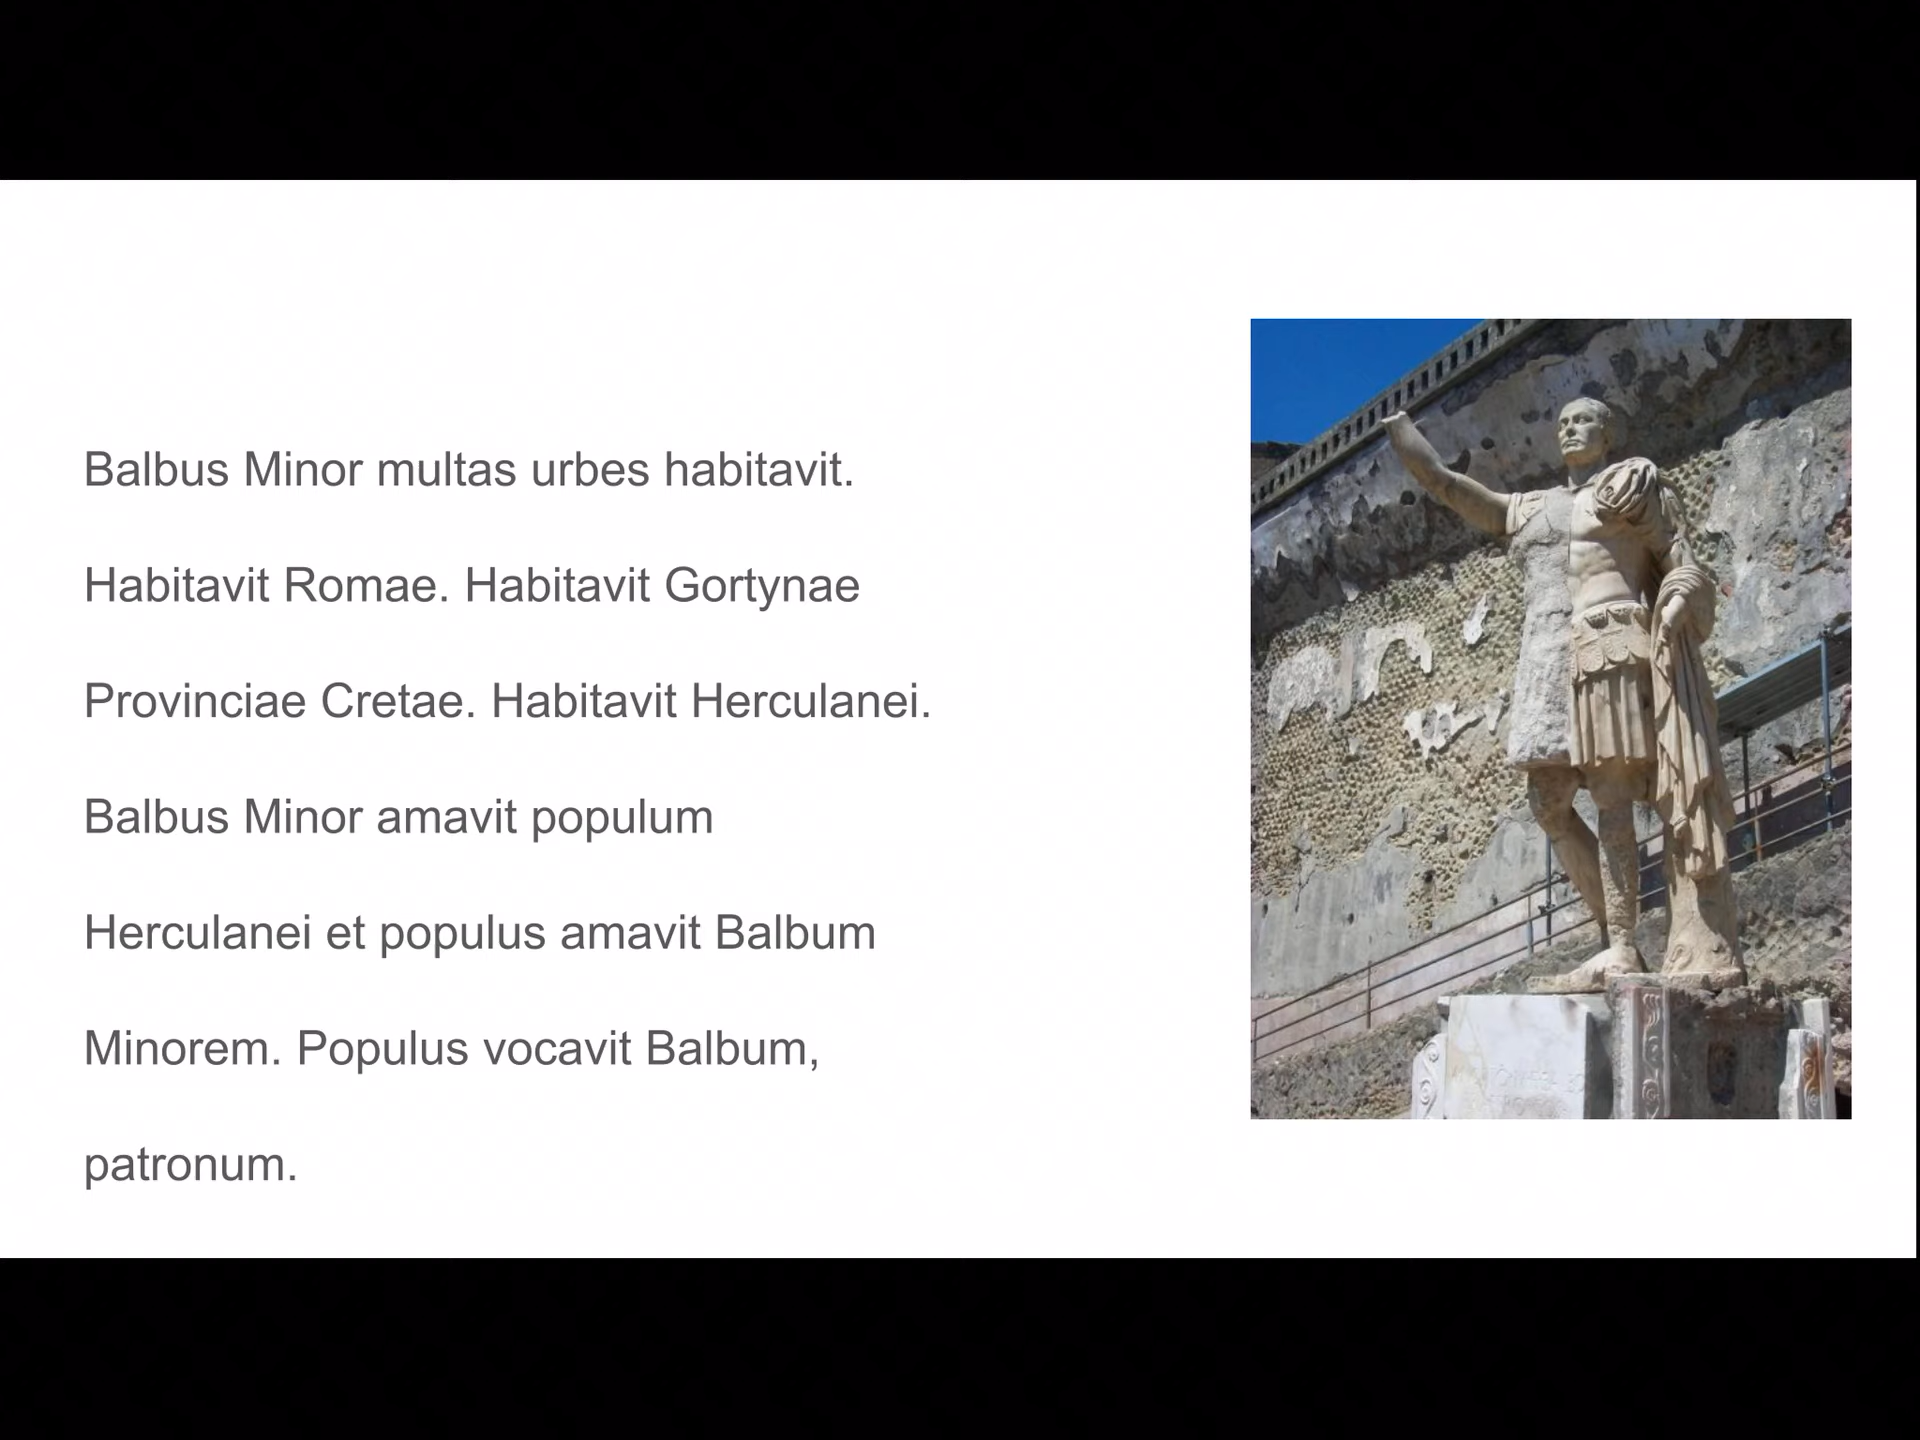 Balbus Minor multas urbes habitavit.
Habitavit Romae. Habitavit Gortynae
Provinciae Cretae. Habitavit Herculanei.
Balbus Minor amavit populum
Herculanei et populus amavit Balbum
Minorem. Populus vocavit Balbum,
patronum.